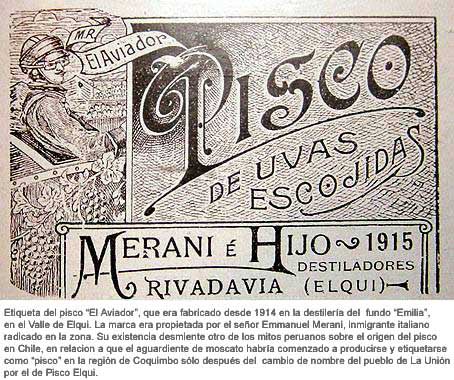 M.R.
El Aviador
PISCO
DE UVAS
ESCOJIDAS
MERANI É HIJO ~ 1915
DESTILADORES
RIVADAVIA (ELQUI)
Etiqueta del pisco “El Aviador”, que era fabricado desde 1914 en la destilería del fundo “Emilia”,
en el Valle de Elqui. La marca era propietada por el señor Emmanuel Merani, inmigrante italiano
radicado en la zona. Su existencia desmiente otro de los mitos peruanos sobre el origen del pisco
en Chile, en relacion a que el aguardiente de moscato habría comenzado a producirse y etiquetarse
como “pisco” en la región de Coquimbo sólo después del cambio de nombre del pueblo de La Unión
por el de Pisco Elqui.